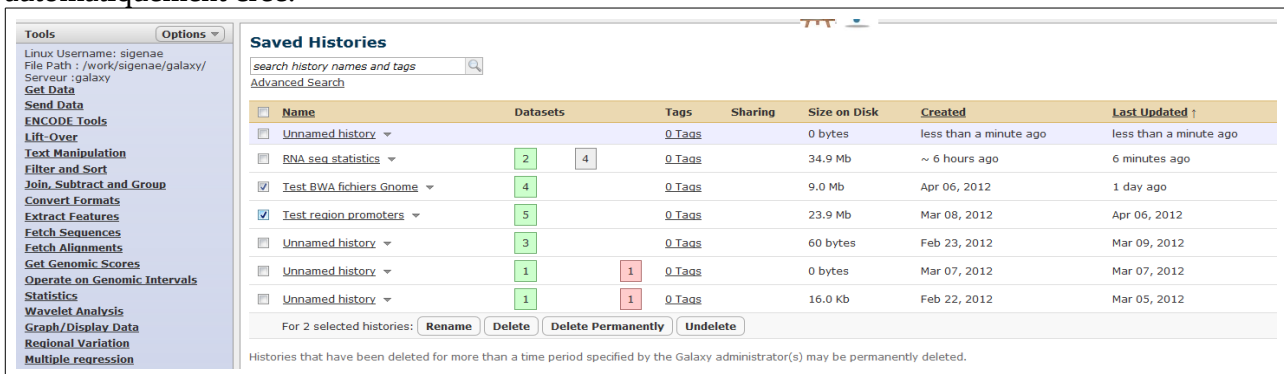 automatiquement créé.
Tools Options
Linux Username: sigenae
File Path : /work/sigenae/galaxy/
Serveur :galaxy
Get Data
Send Data
ENCODE Tools
Lift-Over
Text Manipulation
Filter and Sort
Join, Subtract and Group
Convert Formats
Extract Features
Fetch Sequences
Fetch Alignments
Get Genomic Scores
Operate on Genomic Intervals
Statistics
Wavelet Analysis
Graph/Display Data
Regional Variation
Multiple regression
Saved Histories
search history names and tags
Advanced Search
Name Datasets Tags Sharing Size on Disk Created Last Updated ↑
Unnamed history 0 Tags 0 bytes less than a minute ago less than a minute ago
RNA seq statistics 2 4 0 Tags 34.9 Mb ~ 6 hours ago 6 minutes ago
Test BWA fichiers Gnome 4 0 Tags 9.0 Mb Apr 06, 2012 1 day ago
Test region promoters 5 0 Tags 23.9 Mb Mar 08, 2012 Apr 06, 2012
Unnamed history 3 0 Tags 60 bytes Feb 23, 2012 Mar 09, 2012
Unnamed history 1 1 0 Tags 0 bytes Mar 07, 2012 Mar 07, 2012
Unnamed history 1 1 0 Tags 16.0 Kb Feb 22, 2012 Mar 05, 2012
For 2 selected histories: Rename Delete Delete Permanently Undelete
Histories that have been deleted for more than a time period specified by the Galaxy administrator(s) may be permanently deleted.